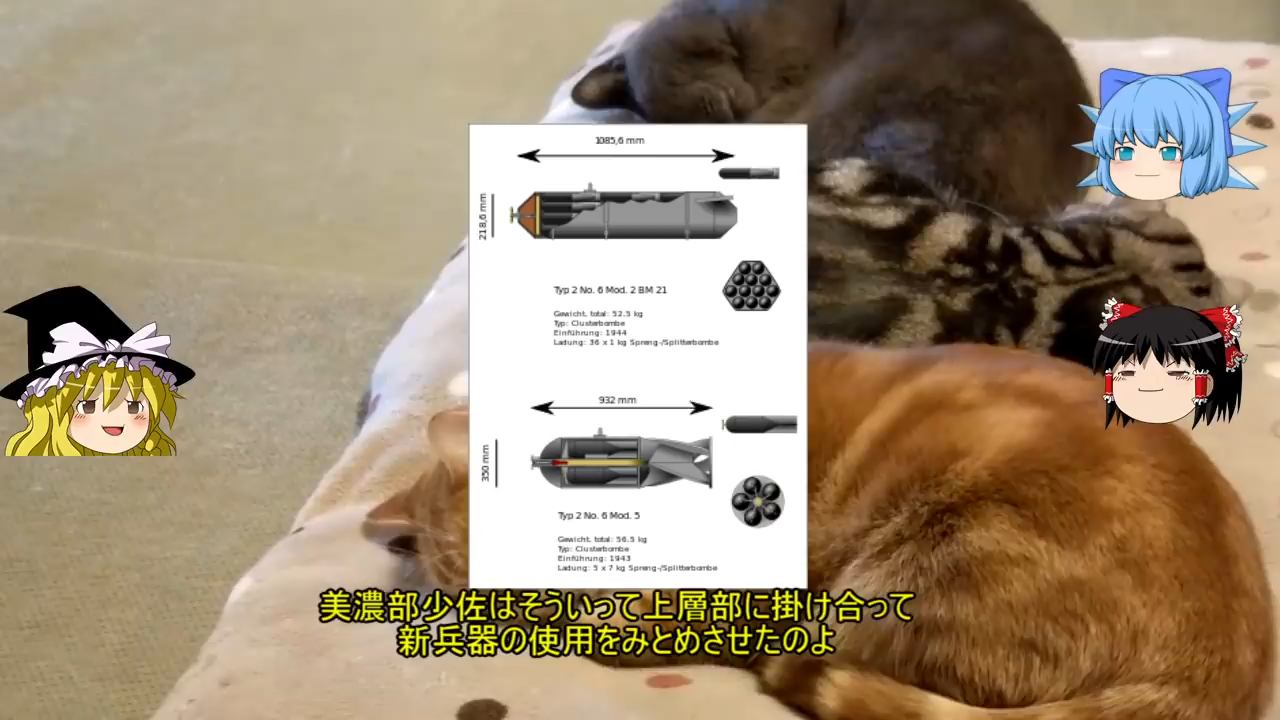 1085,6 mm
218,6 mm
Typ 2 No. 6 Mod. 2 BM 21
Gewicht, total: 52.5 kg
Typ: Clusterbombe
Einführung: 1944
Ladung: 36 x 1 kg Spreng-/Splitterbombe
932 mm
350 mm
Typ 2 No. 6 Mod. 5
Gewicht, total: 56.5 kg
Typ: Clusterbombe
Einführung: 1943
Ladung: 5 x 7 kg Spreng-/Splitterbombe
美濃部少佐はそういって上層部に掛け合って
新兵器の使用をみとめさせたのよ